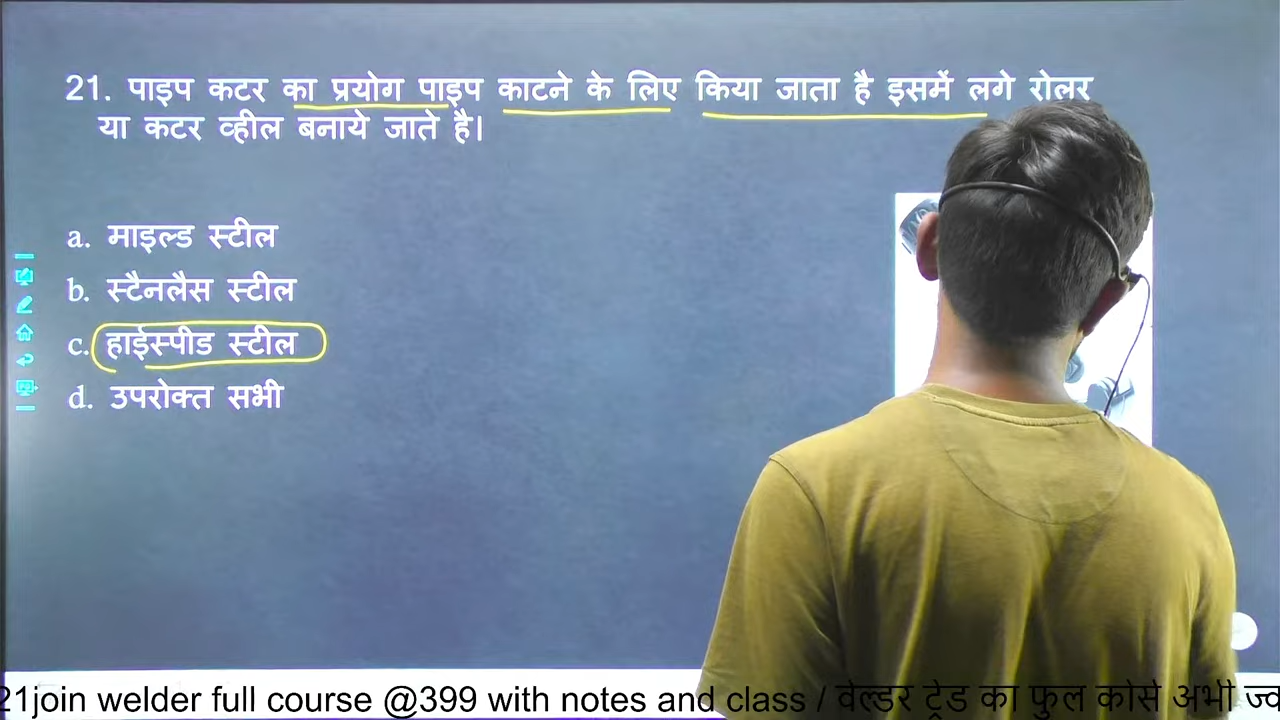 21. पाइप कटर का प्रयोग पाइप काटने के लिए किया जाता है इसमें लगे रोलर
या कटर व्हील बनाये जाते है।
a. माइल्ड स्टील
b. स्टैनलैस स्टील
c. हाईस्पीड स्टील
d. उपरोक्त सभी
21join welder full course @399 with notes and class / वेल्डर ट्रेड का फुल कोर्स अभी